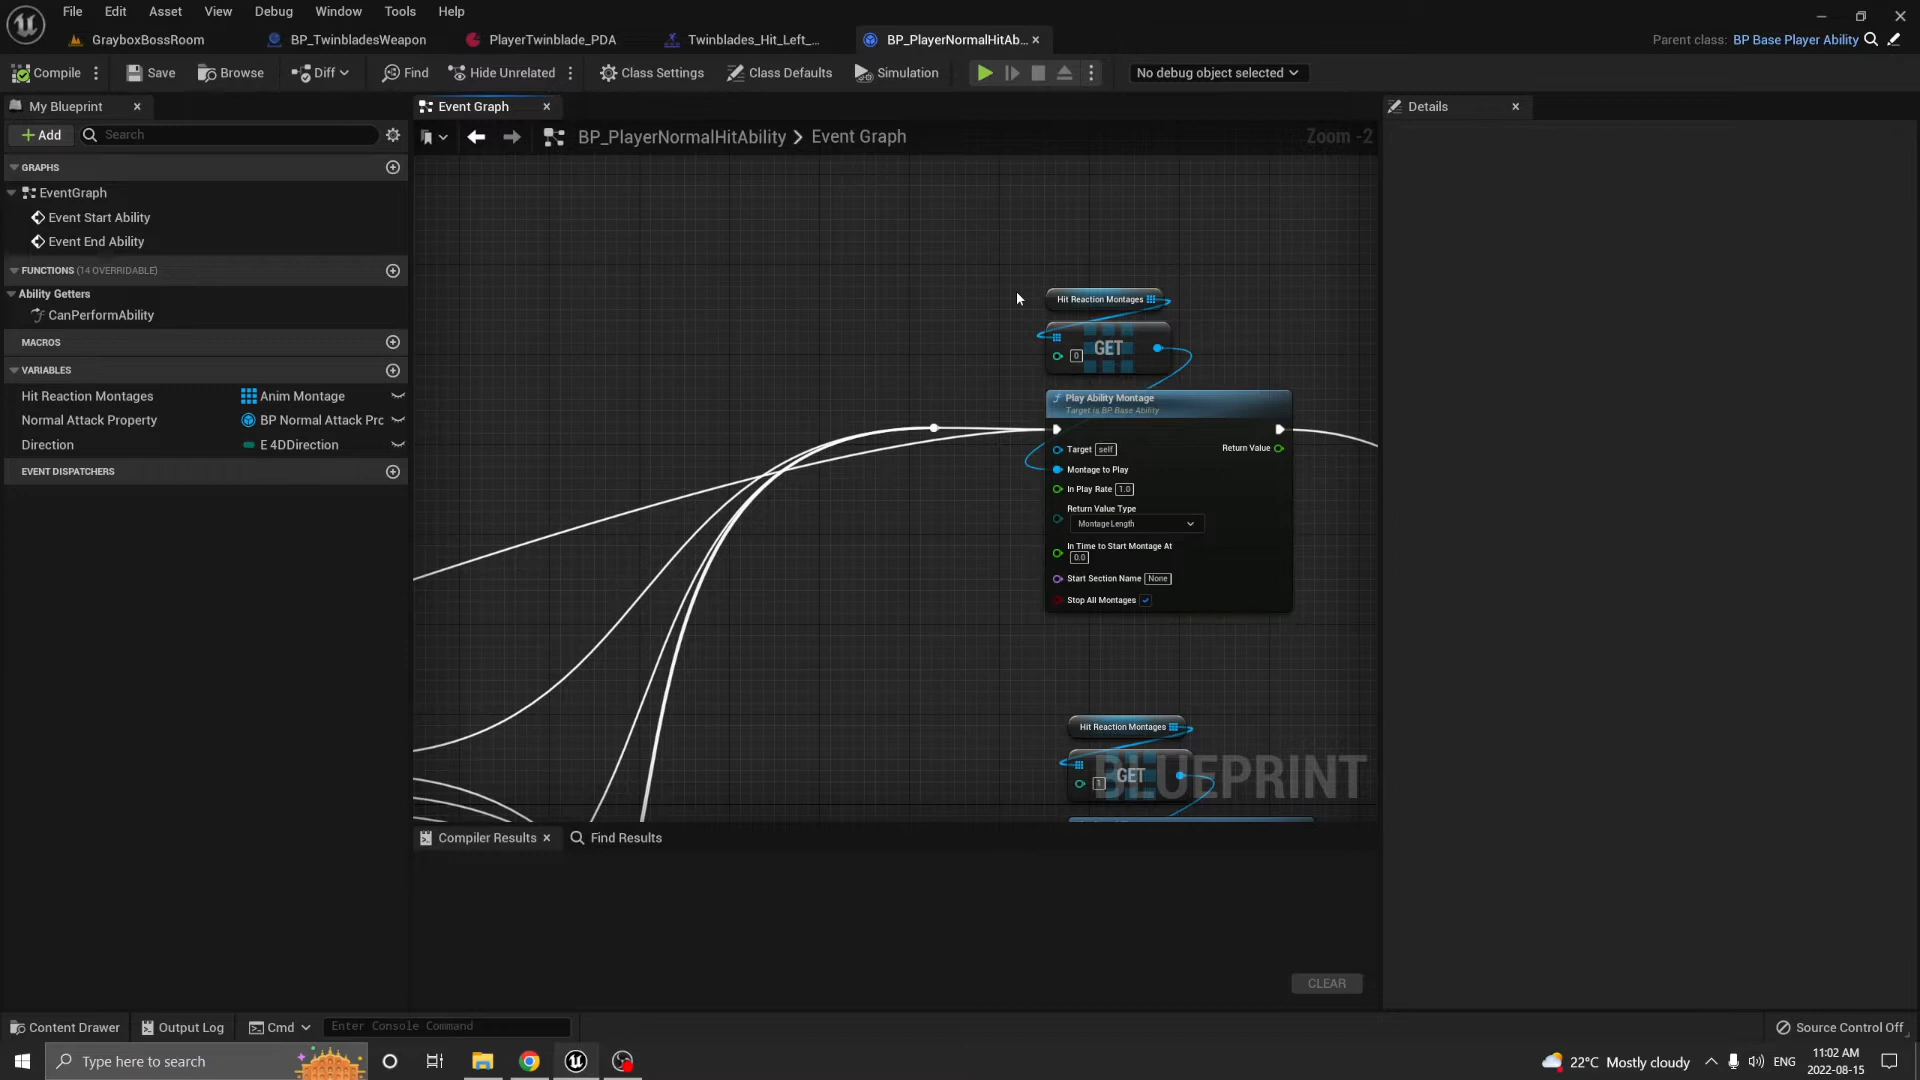 File Edit Asset View Debug Window Tools Help
GrayboxBossRoom BP_TwinbladesWeapon PlayerTwinblade_PDA Twinblades_Hit_Left_... BP_PlayerNormalHitAb...
Parent class: BP Base Player Ability
Compile Save Browse Diff Find Hide Unrelated Class Settings Class Defaults Simulation No debug object selected
My Blueprint Event Graph Details
Add Search
BP_PlayerNormalHitAbility > Event Graph Zoom -2
GRAPHS
EventGraph
Event Start Ability
Event End Ability
FUNCTIONS (14 OVERRIDABLE)
Ability Getters
CanPerformAbility
MACROS
VARIABLES
Hit Reaction Montages Anim Montage
Normal Attack Property BP Normal Attack Prc
Direction E 4DDirection
EVENT DISPATCHERS
Hit Reaction Montages
GET
0
Play Ability Montage
Target is BP Base Ability
Target self Return Value
Montage to Play
In Play Rate 1.0
Return Value Type
Montage Length
In Time to Start Montage At
0.0
Start Section Name None
Stop All Montages
Hit Reaction Montages
GET
1
BLUEPRINT
Compiler Results Find Results
CLEAR
Content Drawer Output Log Cmd Enter Console Command Source Control Off
Type here to search
22°C Mostly cloudy ENG
11:02 AM
2022-08-15